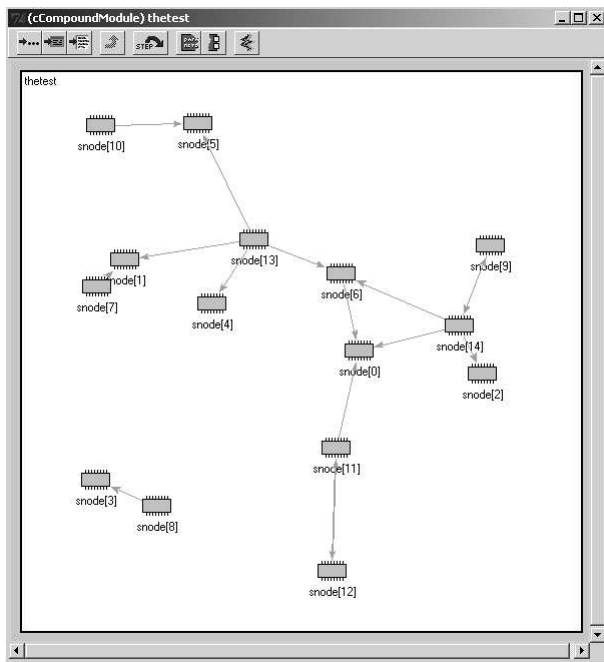 (cCompoundModule) thetest
STEP
thetest
snode[10]
snode[5]
snode[13]
snode[1]
snode[9]
snode[7]
snode[6]
snode[4]
snode[14]
snode[0]
snode[2]
snode[11]
snode[3]
snode[8]
snode[12]